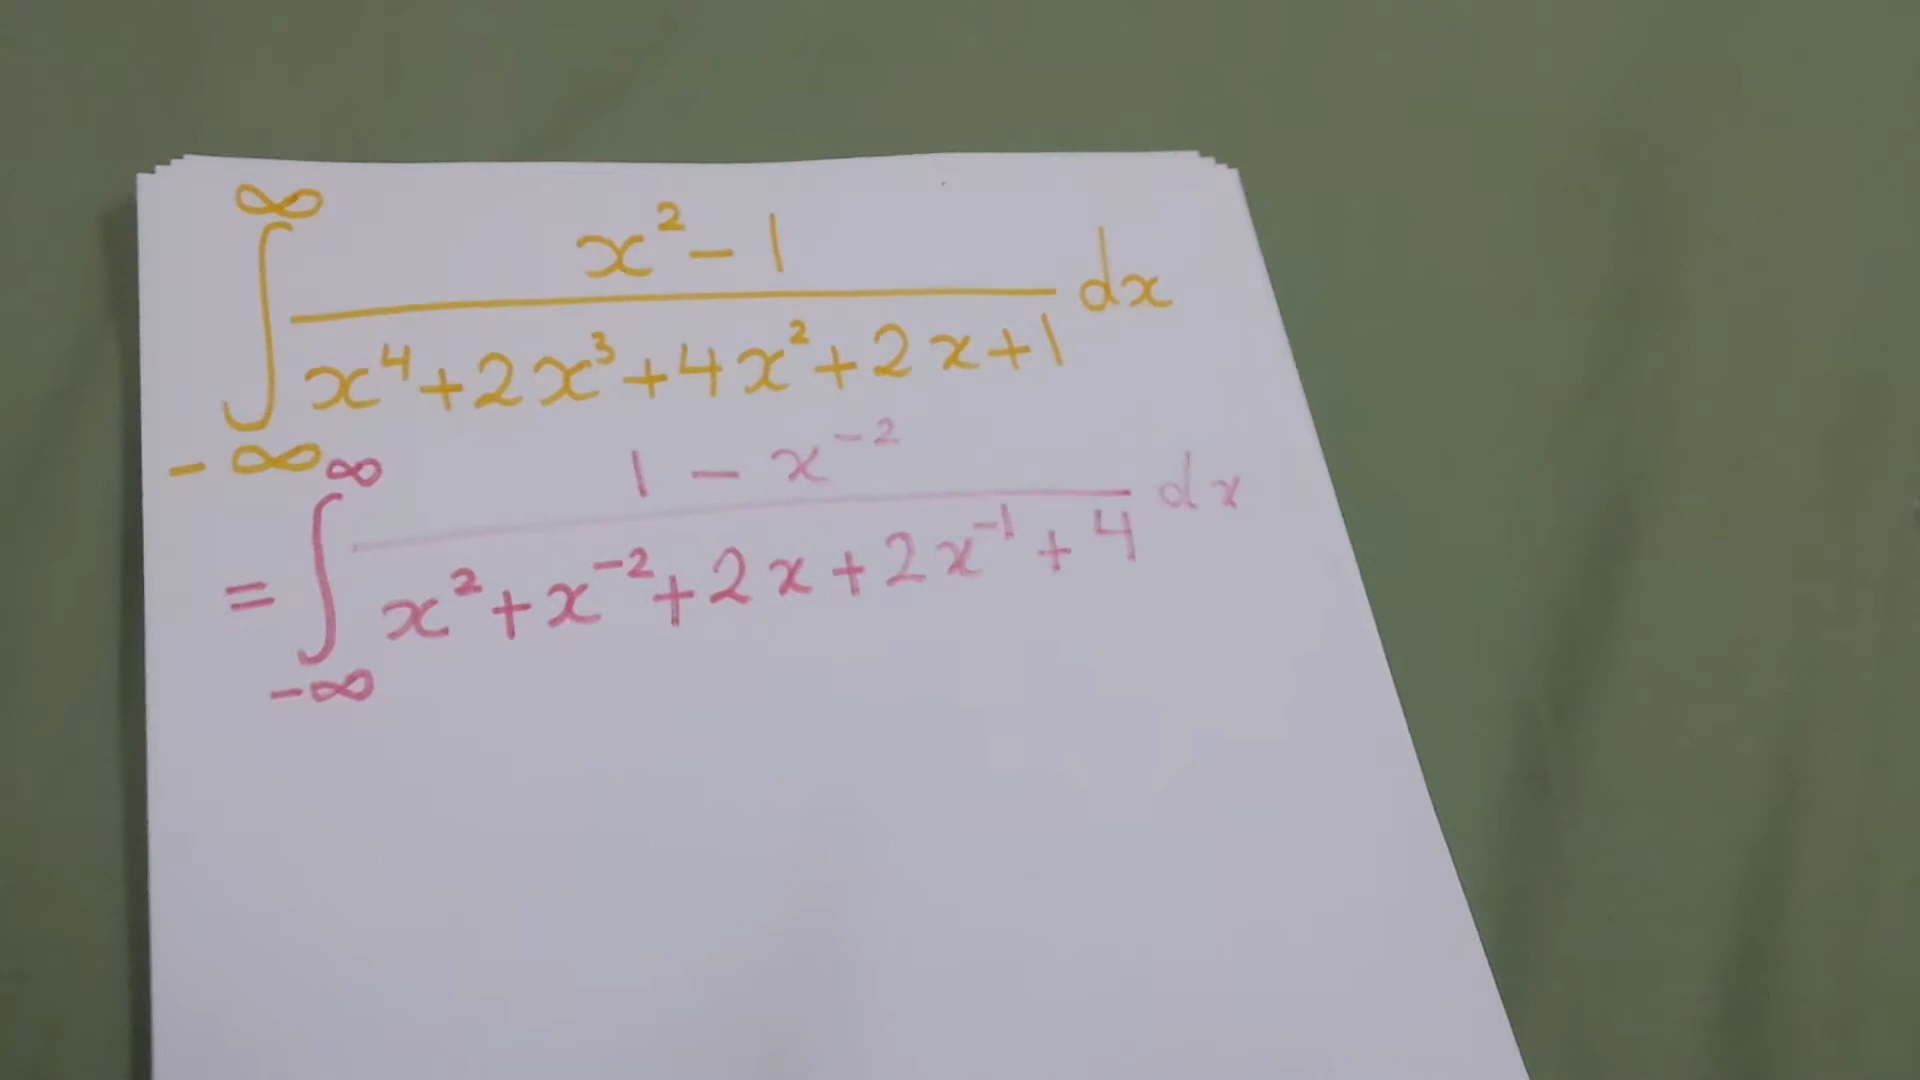 ∫_{-∞}^{∞} (x² - 1)/(x⁴ + 2x³ + 4x² + 2x + 1) dx
= ∫_{-∞}^{∞} (1 - x⁻²)/(x² + x⁻² + 2x + 2x⁻¹ + 4) dx